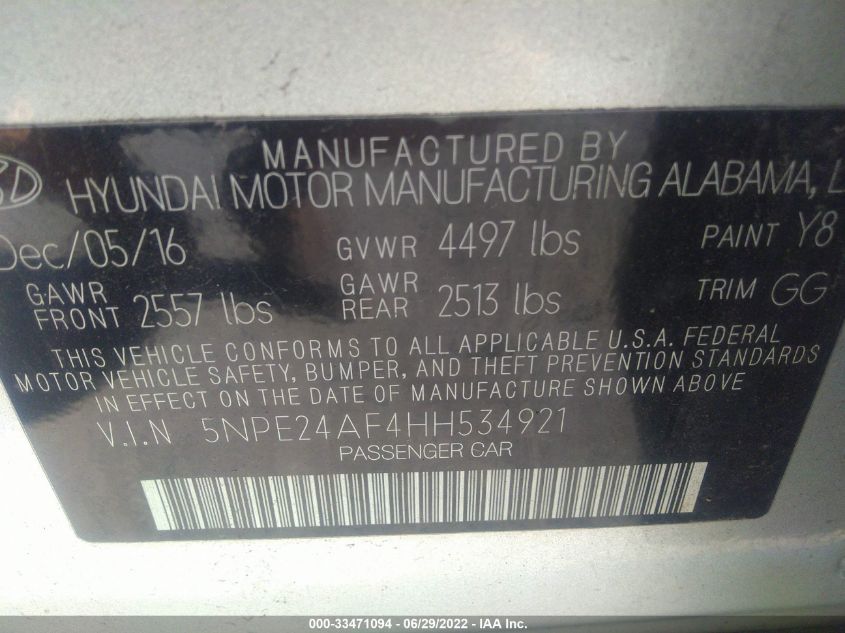 MANUFACTURED BY
HYUNDAI MOTOR MANUFACTURING ALABAMA, L
Dec/05/16 GVWR 4497 lbs PAINT Y8
GAWR FRONT 2557 lbs GAWR REAR 2513 lbs TRIM GG
THIS VEHICLE CONFORMS TO ALL APPLICABLE U.S.A. FEDERAL
MOTOR VEHICLE SAFETY, BUMPER, AND THEFT PREVENTION STANDARDS
IN EFFECT ON THE DATE OF MANUFACTURE SHOWN ABOVE
V.I.N 5NPE24AF4HH534921
PASSENGER CAR
000-33471094 - 06/29/2022 - IAA Inc.